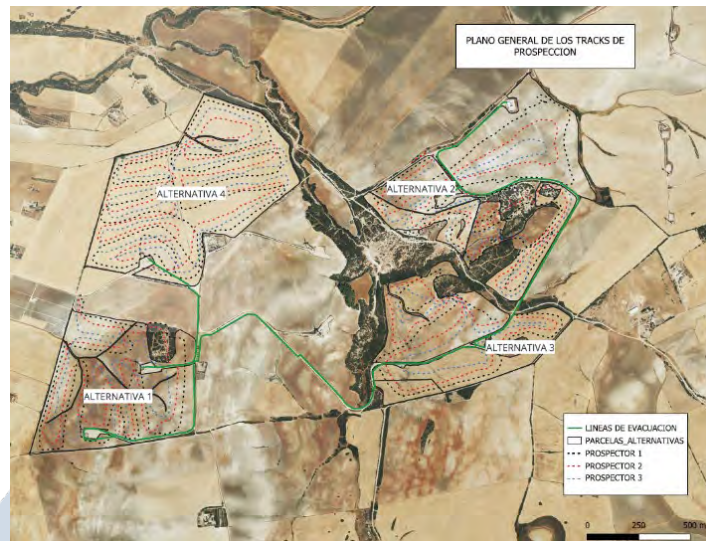 PLANO GENERAL DE LOS TRACKS DE
PROSPECCION
ALTERNATIVA 4
ALTERNATIVA 2
ALTERNATIVA 3
ALTERNATIVA 1
LINEAS DE EVACUACION
PARCELAS_ALTERNATIVAS
PROSPECTOR 1
PROSPECTOR 2
PROSPECTOR 3
0 250 500 m